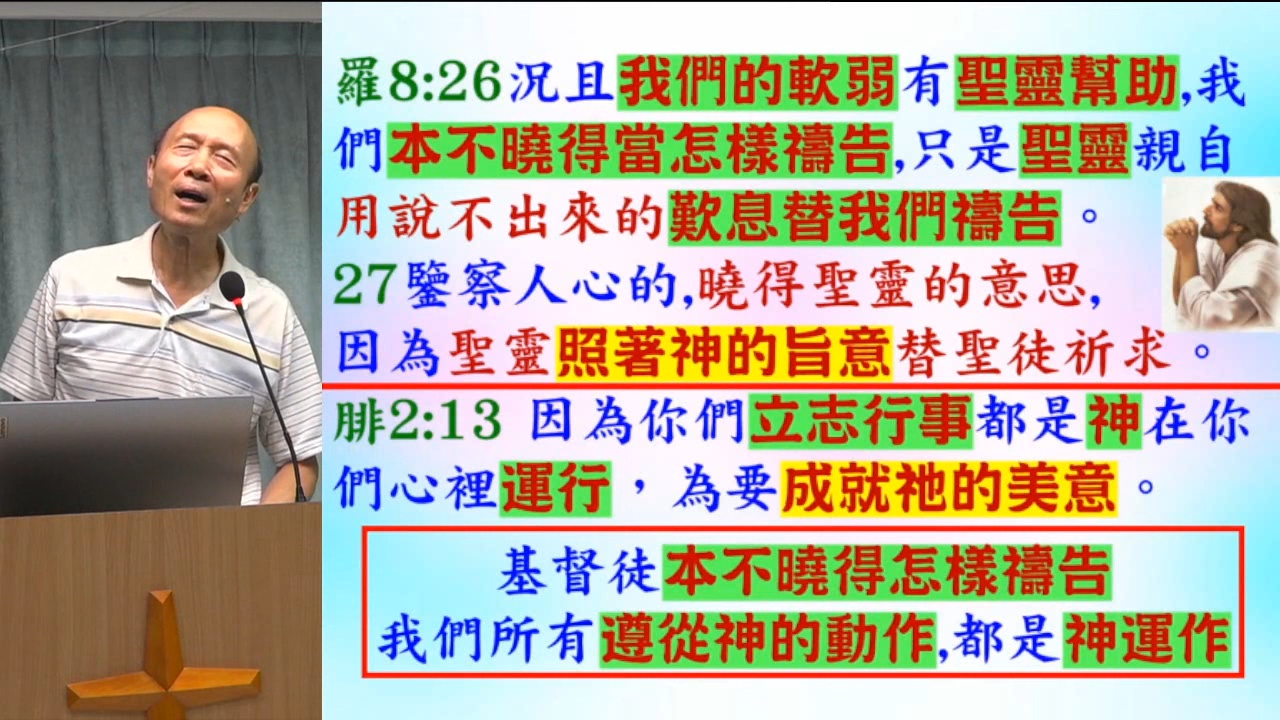 羅8:26況且我們的軟弱有聖靈幫助,我
們本不曉得當怎樣禱告,只是聖靈親自
用說不出來的歎息替我們禱告。
27鑒察人心的,曉得聖靈的意思,
因為聖靈照著神的旨意替聖徒祈求。
腓2:13 因為你們立志行事都是神在你
們心裡運行，為要成就祂的美意。
基督徒本不曉得怎樣禱告
我們所有遵從神的動作,都是神運作
Lenovo